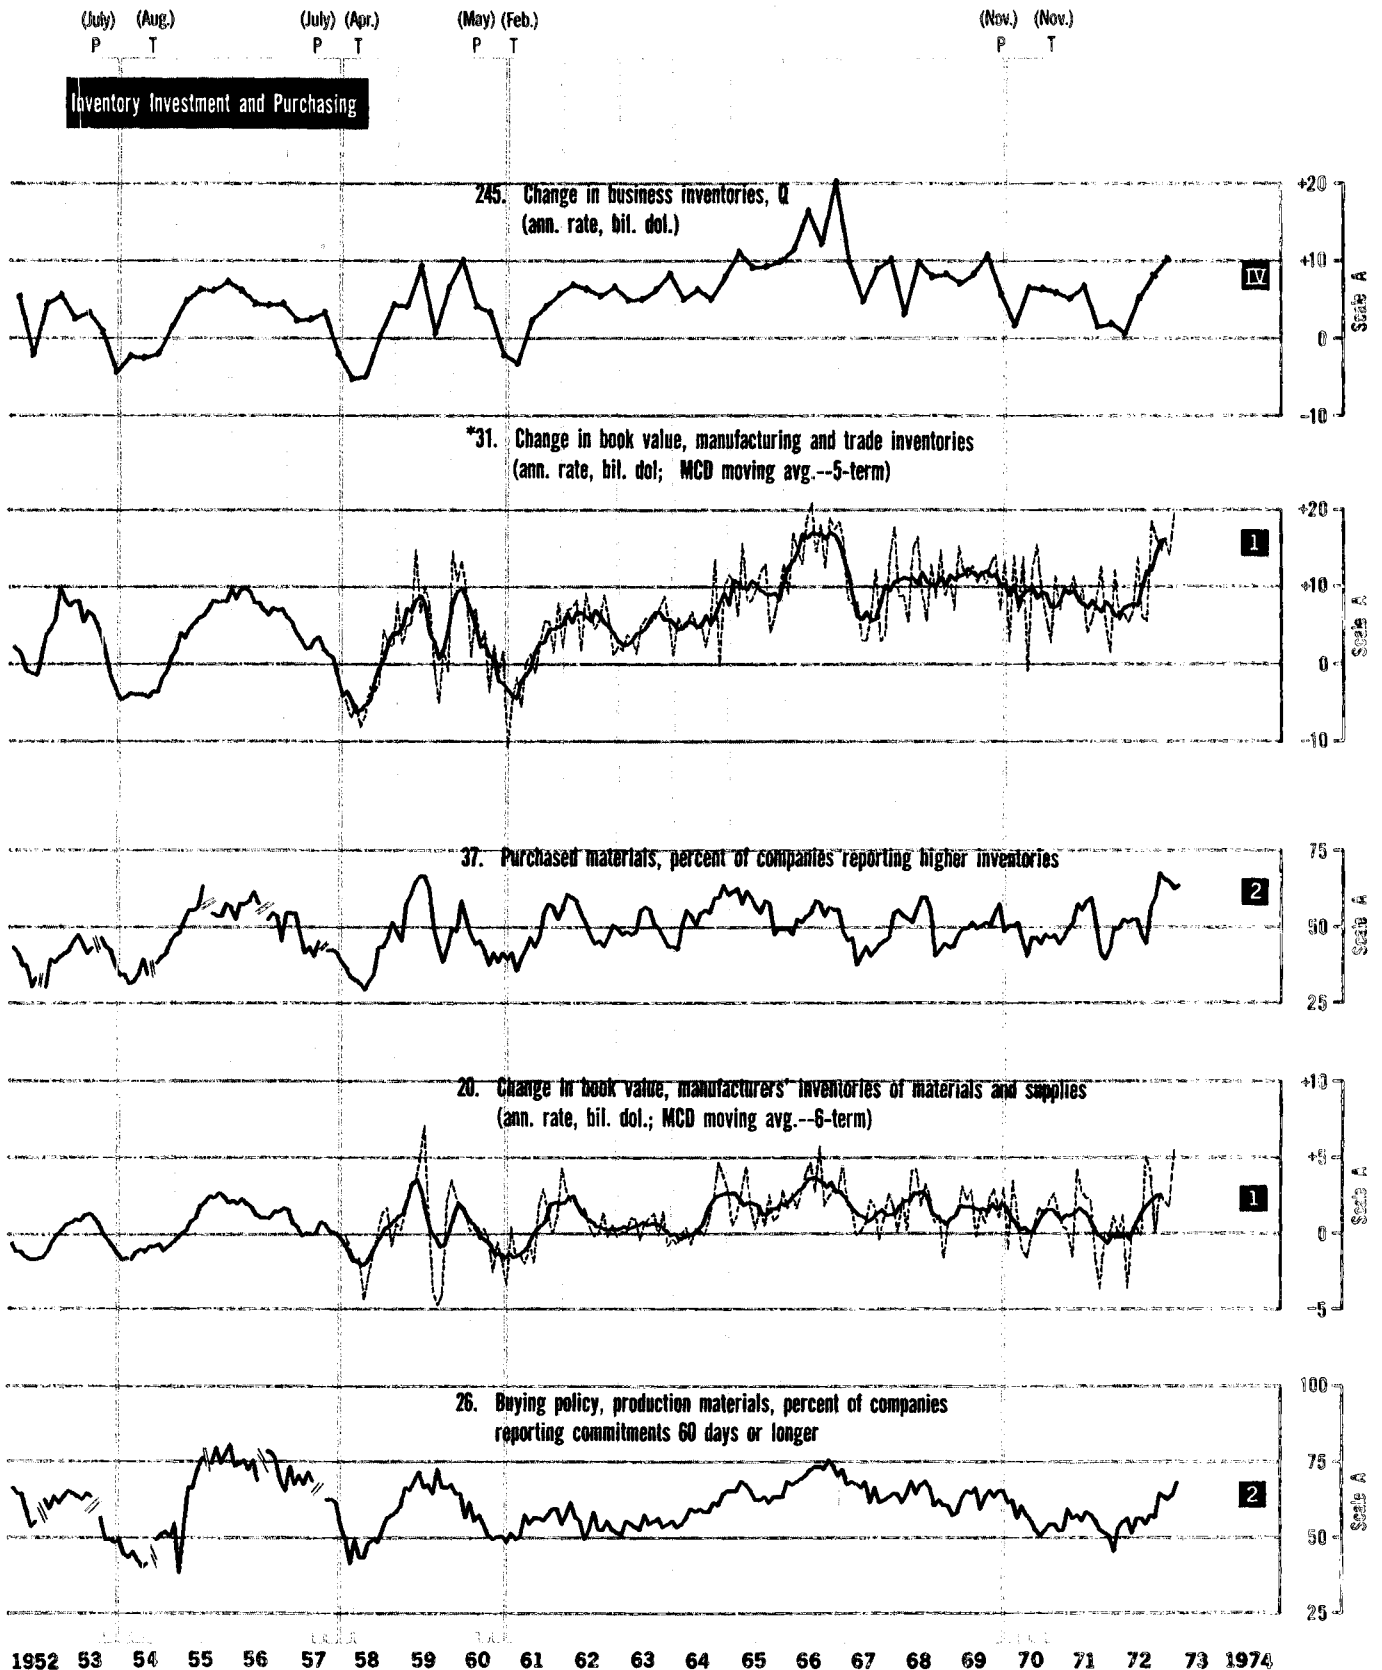 (July) (Aug.) (July) (Apr.) (May) (Feb.) (Nov.) (Nov.)
P T P T P T P T
Inventory Investment and Purchasing
245. Change in business inventories, Q
(ann. rate, bil. dol.)
+20
+10
0
-10
IV
Scale A
*31. Change in book value, manufacturing and trade inventories
(ann. rate, bil. dol; MCD moving avg.--5-term)
+20
+10
0
-10
1
Scale A
37. Purchased materials, percent of companies reporting higher inventories
75
50
25
2
Scale A
20. Change in book value, manufacturers' inventories of materials and supplies
(ann. rate, bil. dol.; MCD moving avg.--6-term)
+10
+5
0
-5
1
Scale A
26. Buying policy, production materials, percent of companies
reporting commitments 60 days or longer
100
75
50
25
2
Scale A
1952 53 54 55 56 57 58 59 60 61 62 63 64 65 66 67 68 69 70 71 72 73 1974